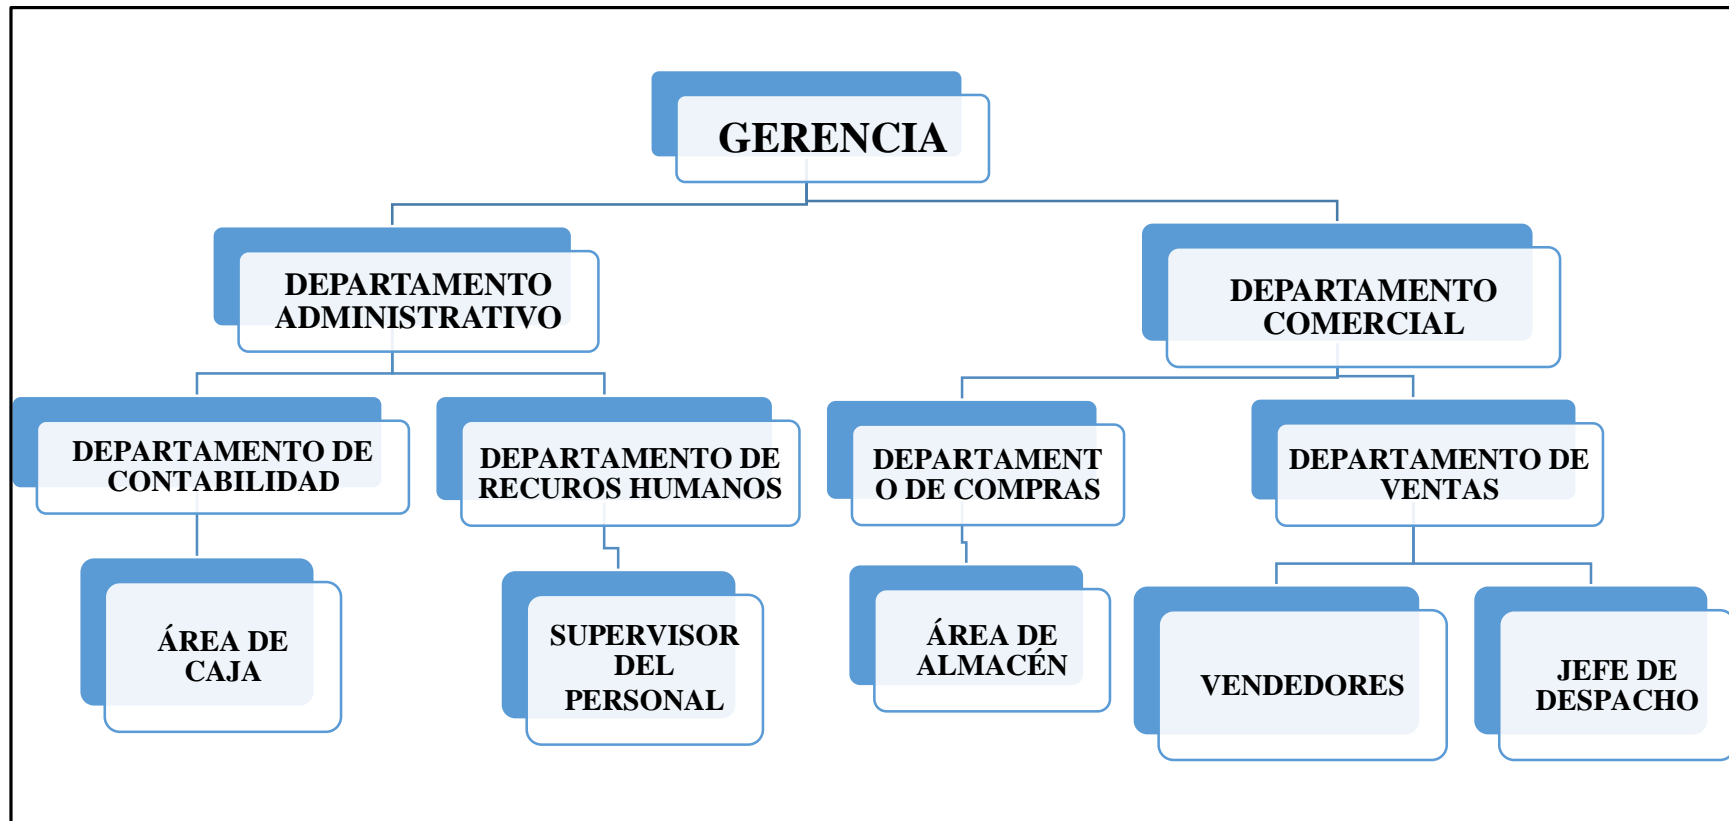 GERENCIA
DEPARTAMENTO
ADMINISTRATIVO
DEPARTAMENTO
COMERCIAL
DEPARTAMENTO DE
CONTABILIDAD
DEPARTAMENTO DE
RECUROS HUMANOS
DEPARTAMENT
O DE COMPRAS
DEPARTAMENTO DE
VENTAS
ÁREA DE
CAJA
SUPERVISOR
DEL
PERSONAL
ÁREA DE
ALMACÉN
VENDEDORES
JEFE DE
DESPACHO